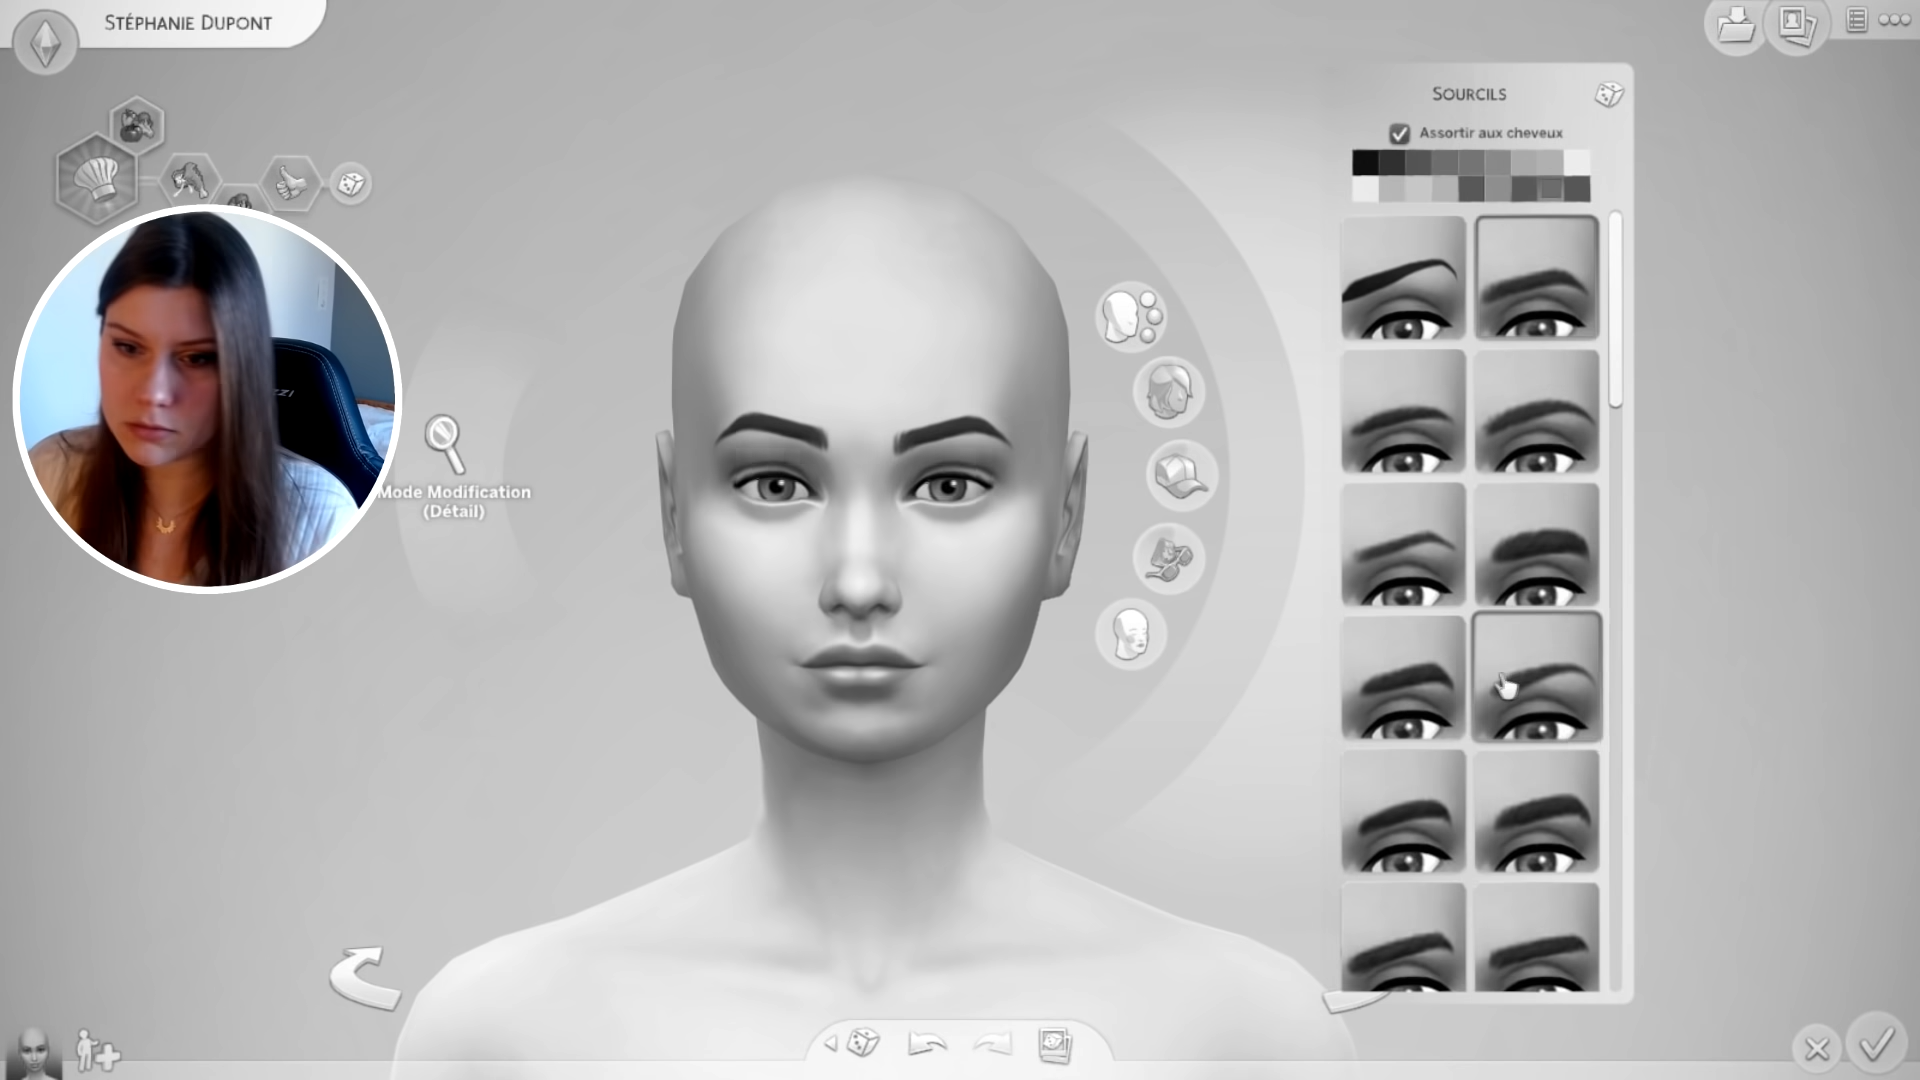 STÉPHANIE DUPONT
SOURCILS
Assortir aux cheveux
Mode Modification
(Détail)